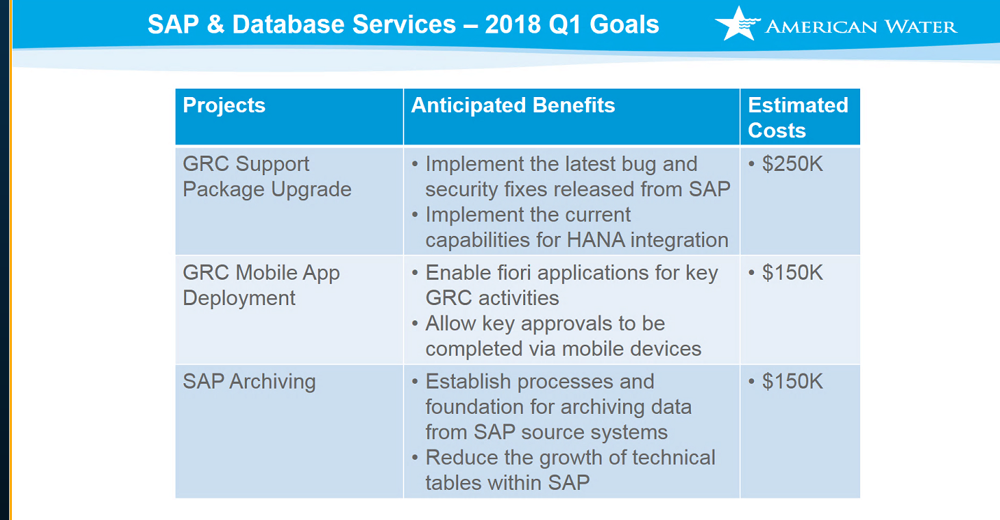 SAP & Database Services – 2018 Q1 Goals
AMERICAN WATER
Projects
Anticipated Benefits
Estimated
Costs
GRC Support
Package Upgrade
• Implement the latest bug and
security fixes released from SAP
• Implement the current
capabilities for HANA integration
• $250K
GRC Mobile App
Deployment
• Enable fiori applications for key
GRC activities
• Allow key approvals to be
completed via mobile devices
• $150K
SAP Archiving
• Establish processes and
foundation for archiving data
from SAP source systems
• Reduce the growth of technical
tables within SAP
• $150K